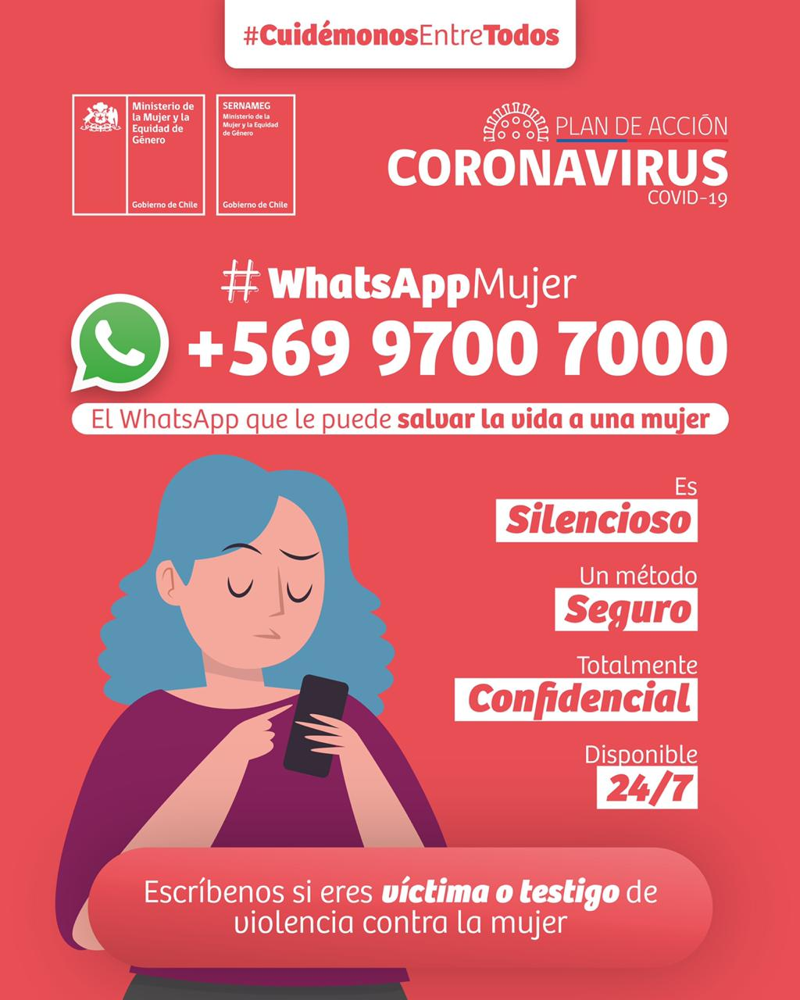 #CuidémonosEntreTodos
Ministerio de
la Mujer y la
Equidad de
Género
Gobierno de Chile
SERNAMEG
Ministerio de la
Mujer y la Equidad
de Género
Gobierno de Chile
PLAN DE ACCIÓN
CORONAVIRUS
COVID-19
#WhatsAppMujer
+569 9700 7000
El WhatsApp que le puede salvar la vida a una mujer
Es
Silencioso
Un método
Seguro
Totalmente
Confidencial
Disponible
24/7
Escríbenos si eres víctima o testigo de
violencia contra la mujer